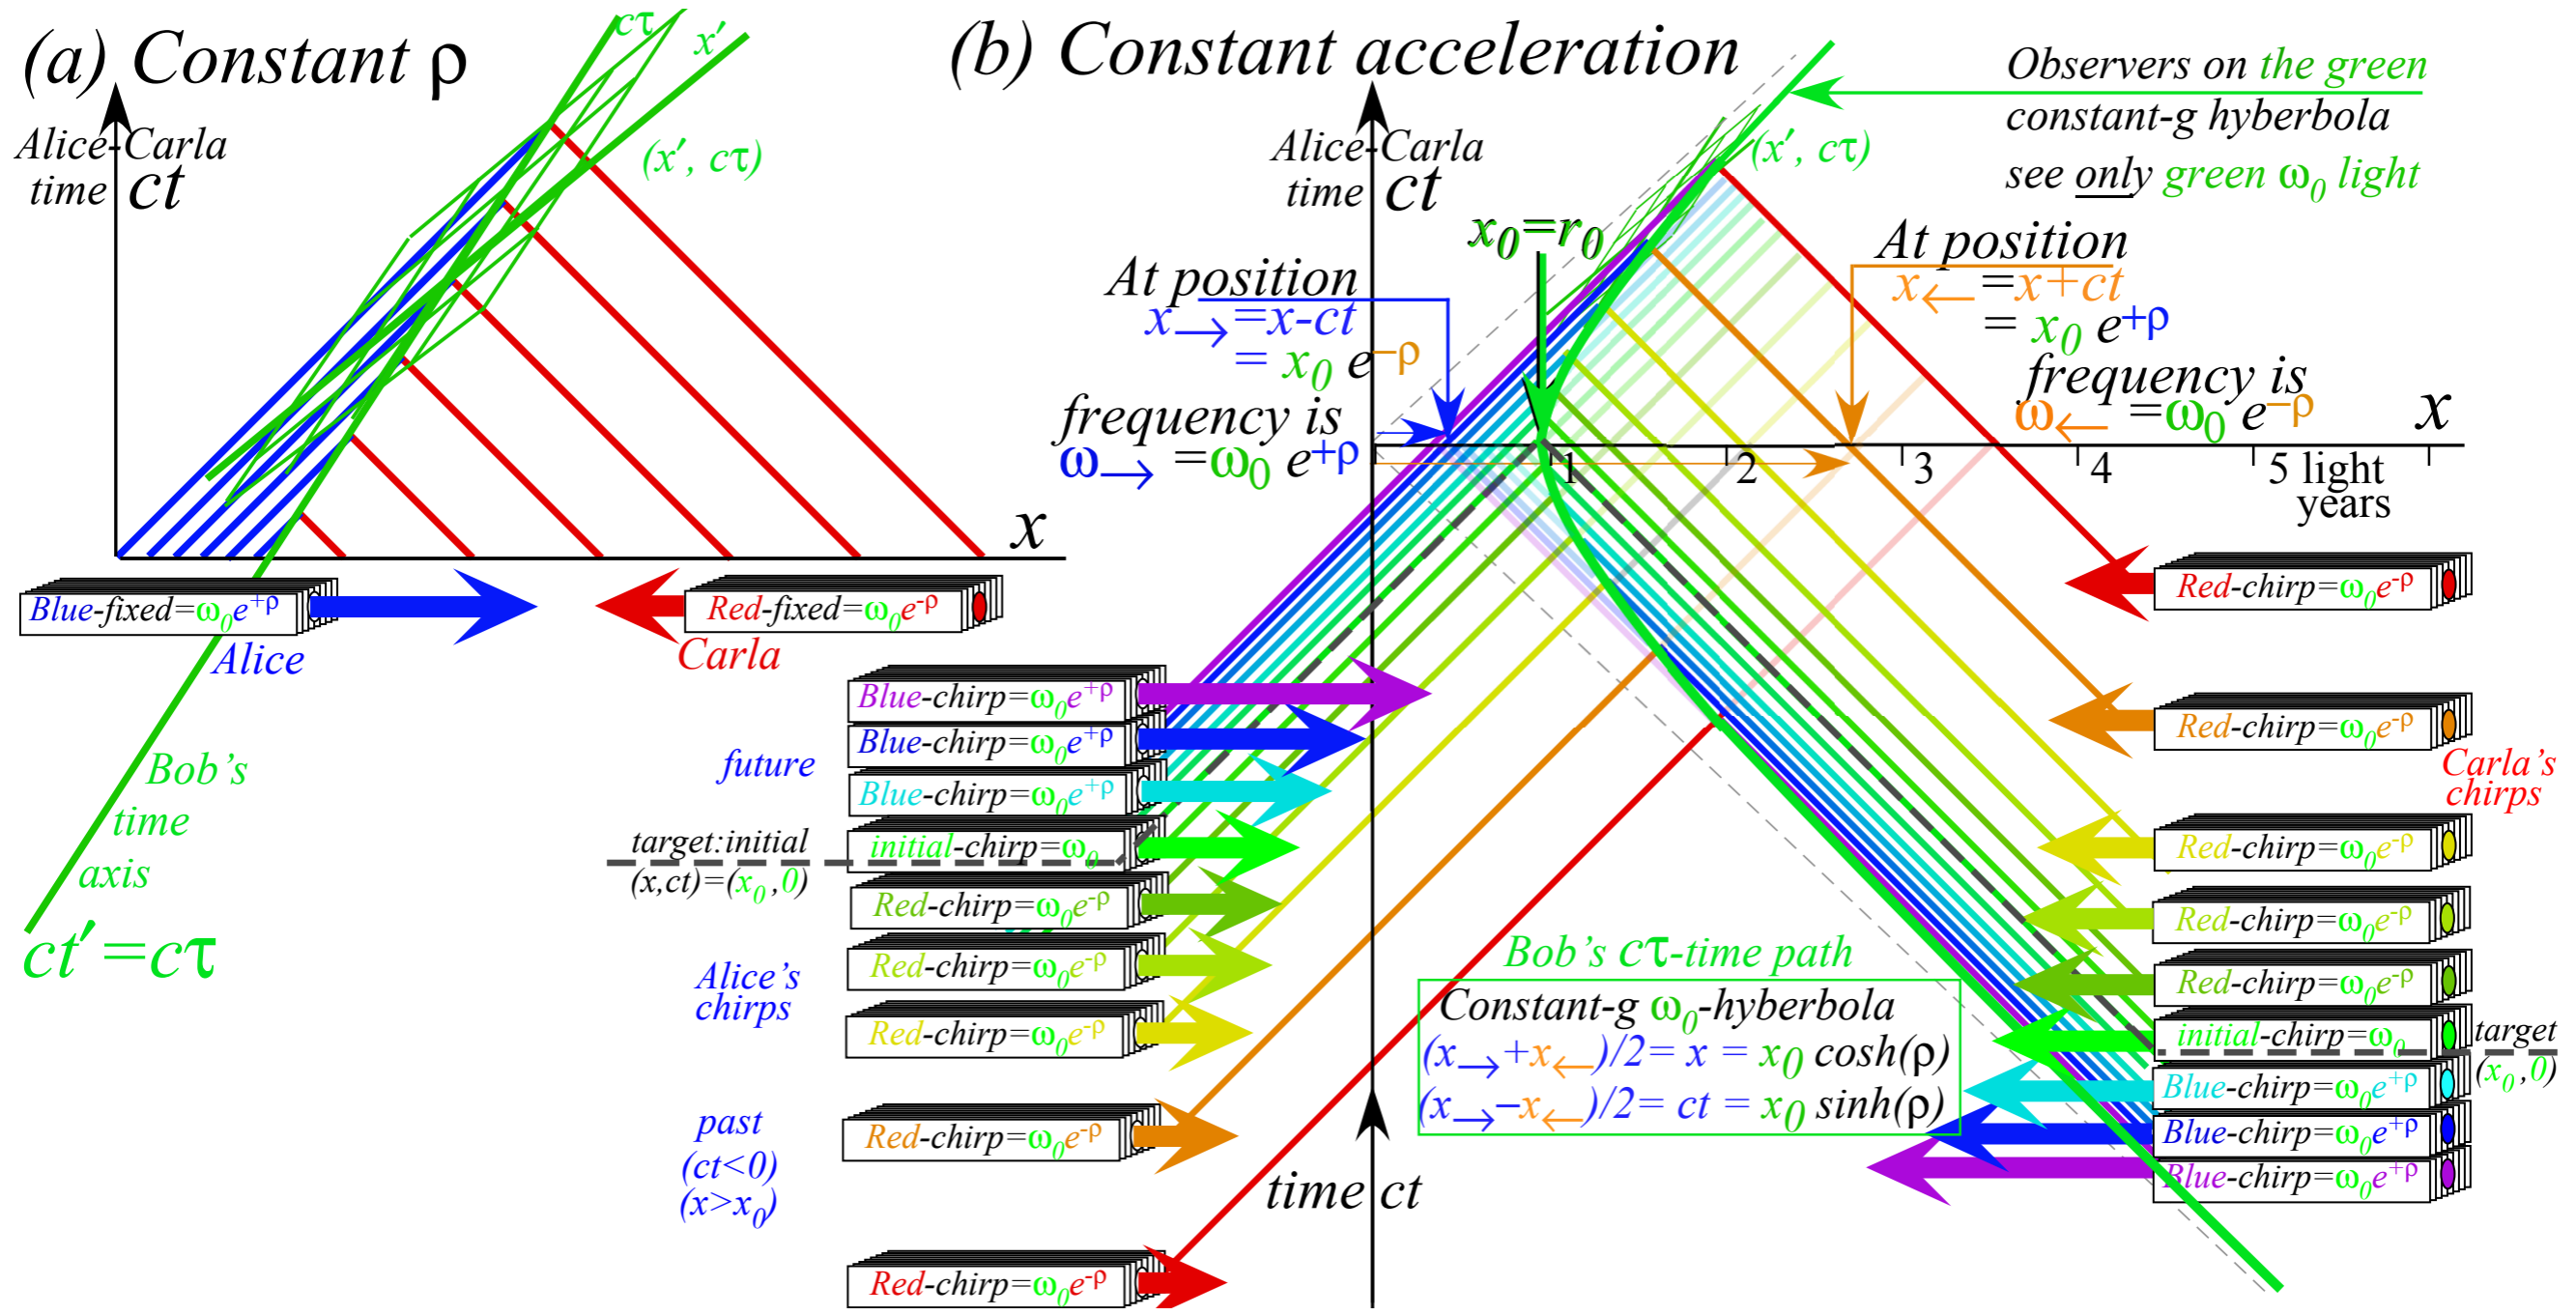 (a) Constant ρ
cτ
x′
Alice-Carla
time ct
(x′, cτ)
x
Blue-fixed=ω₀e⁺ᵖ
Red-fixed=ω₀e⁻ᵖ
Alice
Carla
Bob’s
time
axis
ct′=cτ
(b) Constant acceleration
Observers on the green
constant-g hyberbola
see only green ω₀ light
Alice-Carla
time ct
(x′, cτ)
x₀=r₀
At position
x→=x-ct
= x₀ e⁻ᵖ
frequency is
ω→ =ω₀ e⁺ᵖ
At position
x← =x+ct
= x₀ e⁺ᵖ
frequency is
ω← =ω₀ e⁻ᵖ
x
1
2
3
4
5 light
years
Blue-chirp=ω₀e⁺ᵖ
Blue-chirp=ω₀e⁺ᵖ
Blue-chirp=ω₀e⁺ᵖ
initial-chirp=ω₀
Red-chirp=ω₀e⁻ᵖ
Red-chirp=ω₀e⁻ᵖ
Red-chirp=ω₀e⁻ᵖ
Red-chirp=ω₀e⁻ᵖ
Red-chirp=ω₀e⁻ᵖ
future
target:initial
(x,ct)=(x₀,0)
Alice’s
chirps
past
(ct<0)
(x>x₀)
time ct
Bob’s cτ-time path
Constant-g ω₀-hyberbola
(x→+x←)/2= x = x₀ cosh(ρ)
(x→−x←)/2= ct = x₀ sinh(ρ)
Red-chirp=ω₀e⁻ᵖ
Red-chirp=ω₀e⁻ᵖ
Carla’s
chirps
Red-chirp=ω₀e⁻ᵖ
Red-chirp=ω₀e⁻ᵖ
Red-chirp=ω₀e⁻ᵖ
initial-chirp=ω₀
target
(x₀,0)
Blue-chirp=ω₀e⁺ᵖ
Blue-chirp=ω₀e⁺ᵖ
Blue-chirp=ω₀e⁺ᵖ